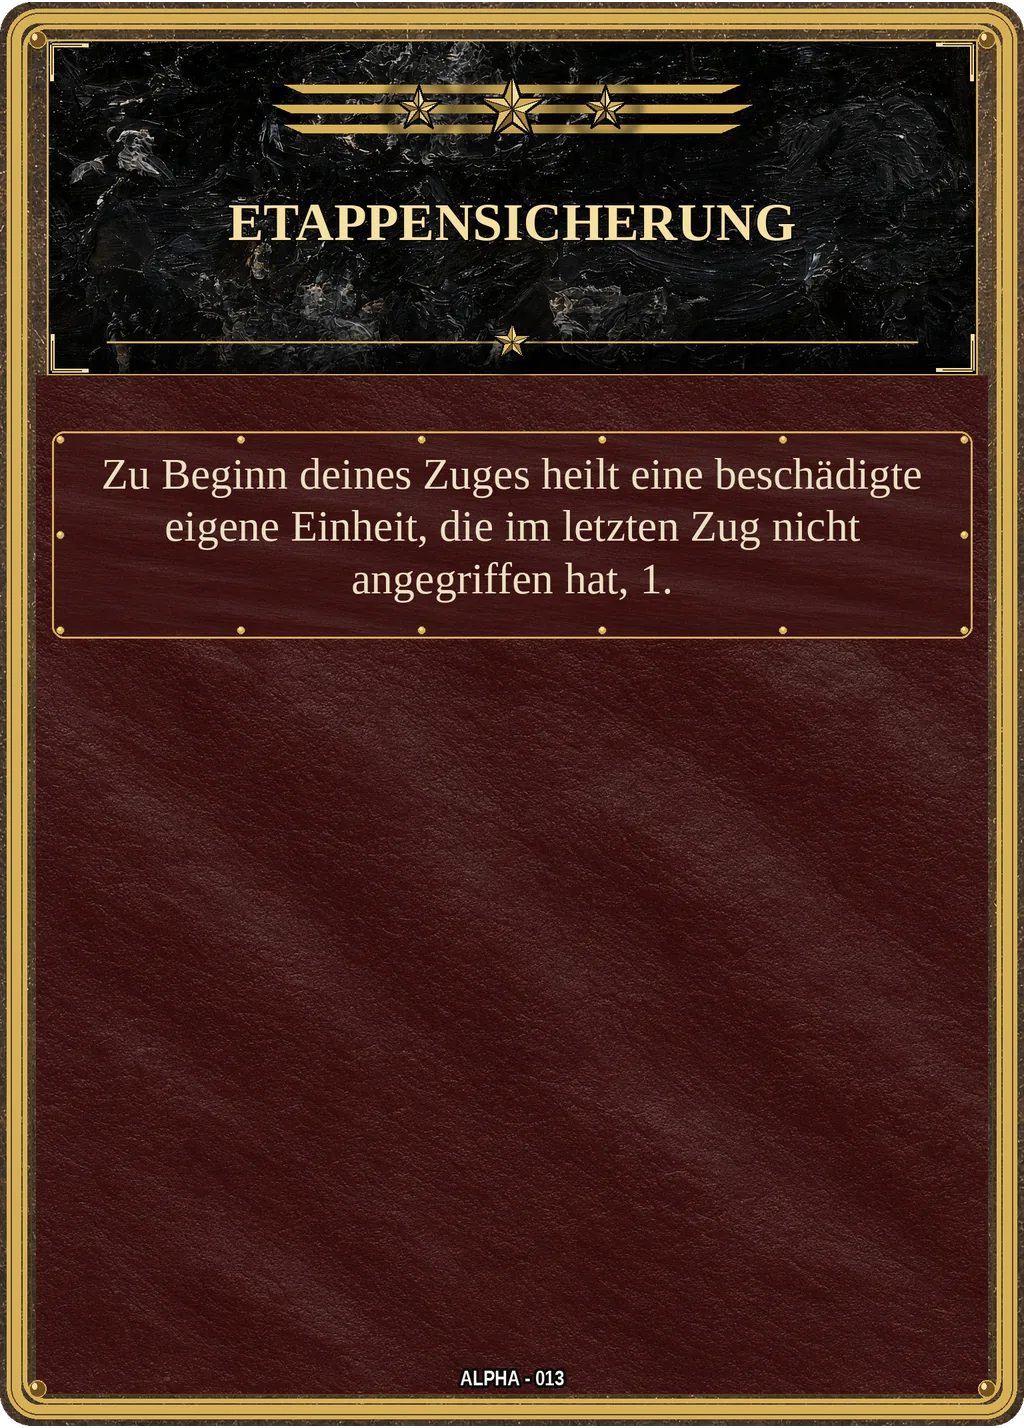 ETAPPENSICHERUNG
Zu Beginn deines Zuges heilt eine beschädigte
eigene Einheit, die im letzten Zug nicht
angegriffen hat, 1.
ALPHA - 013